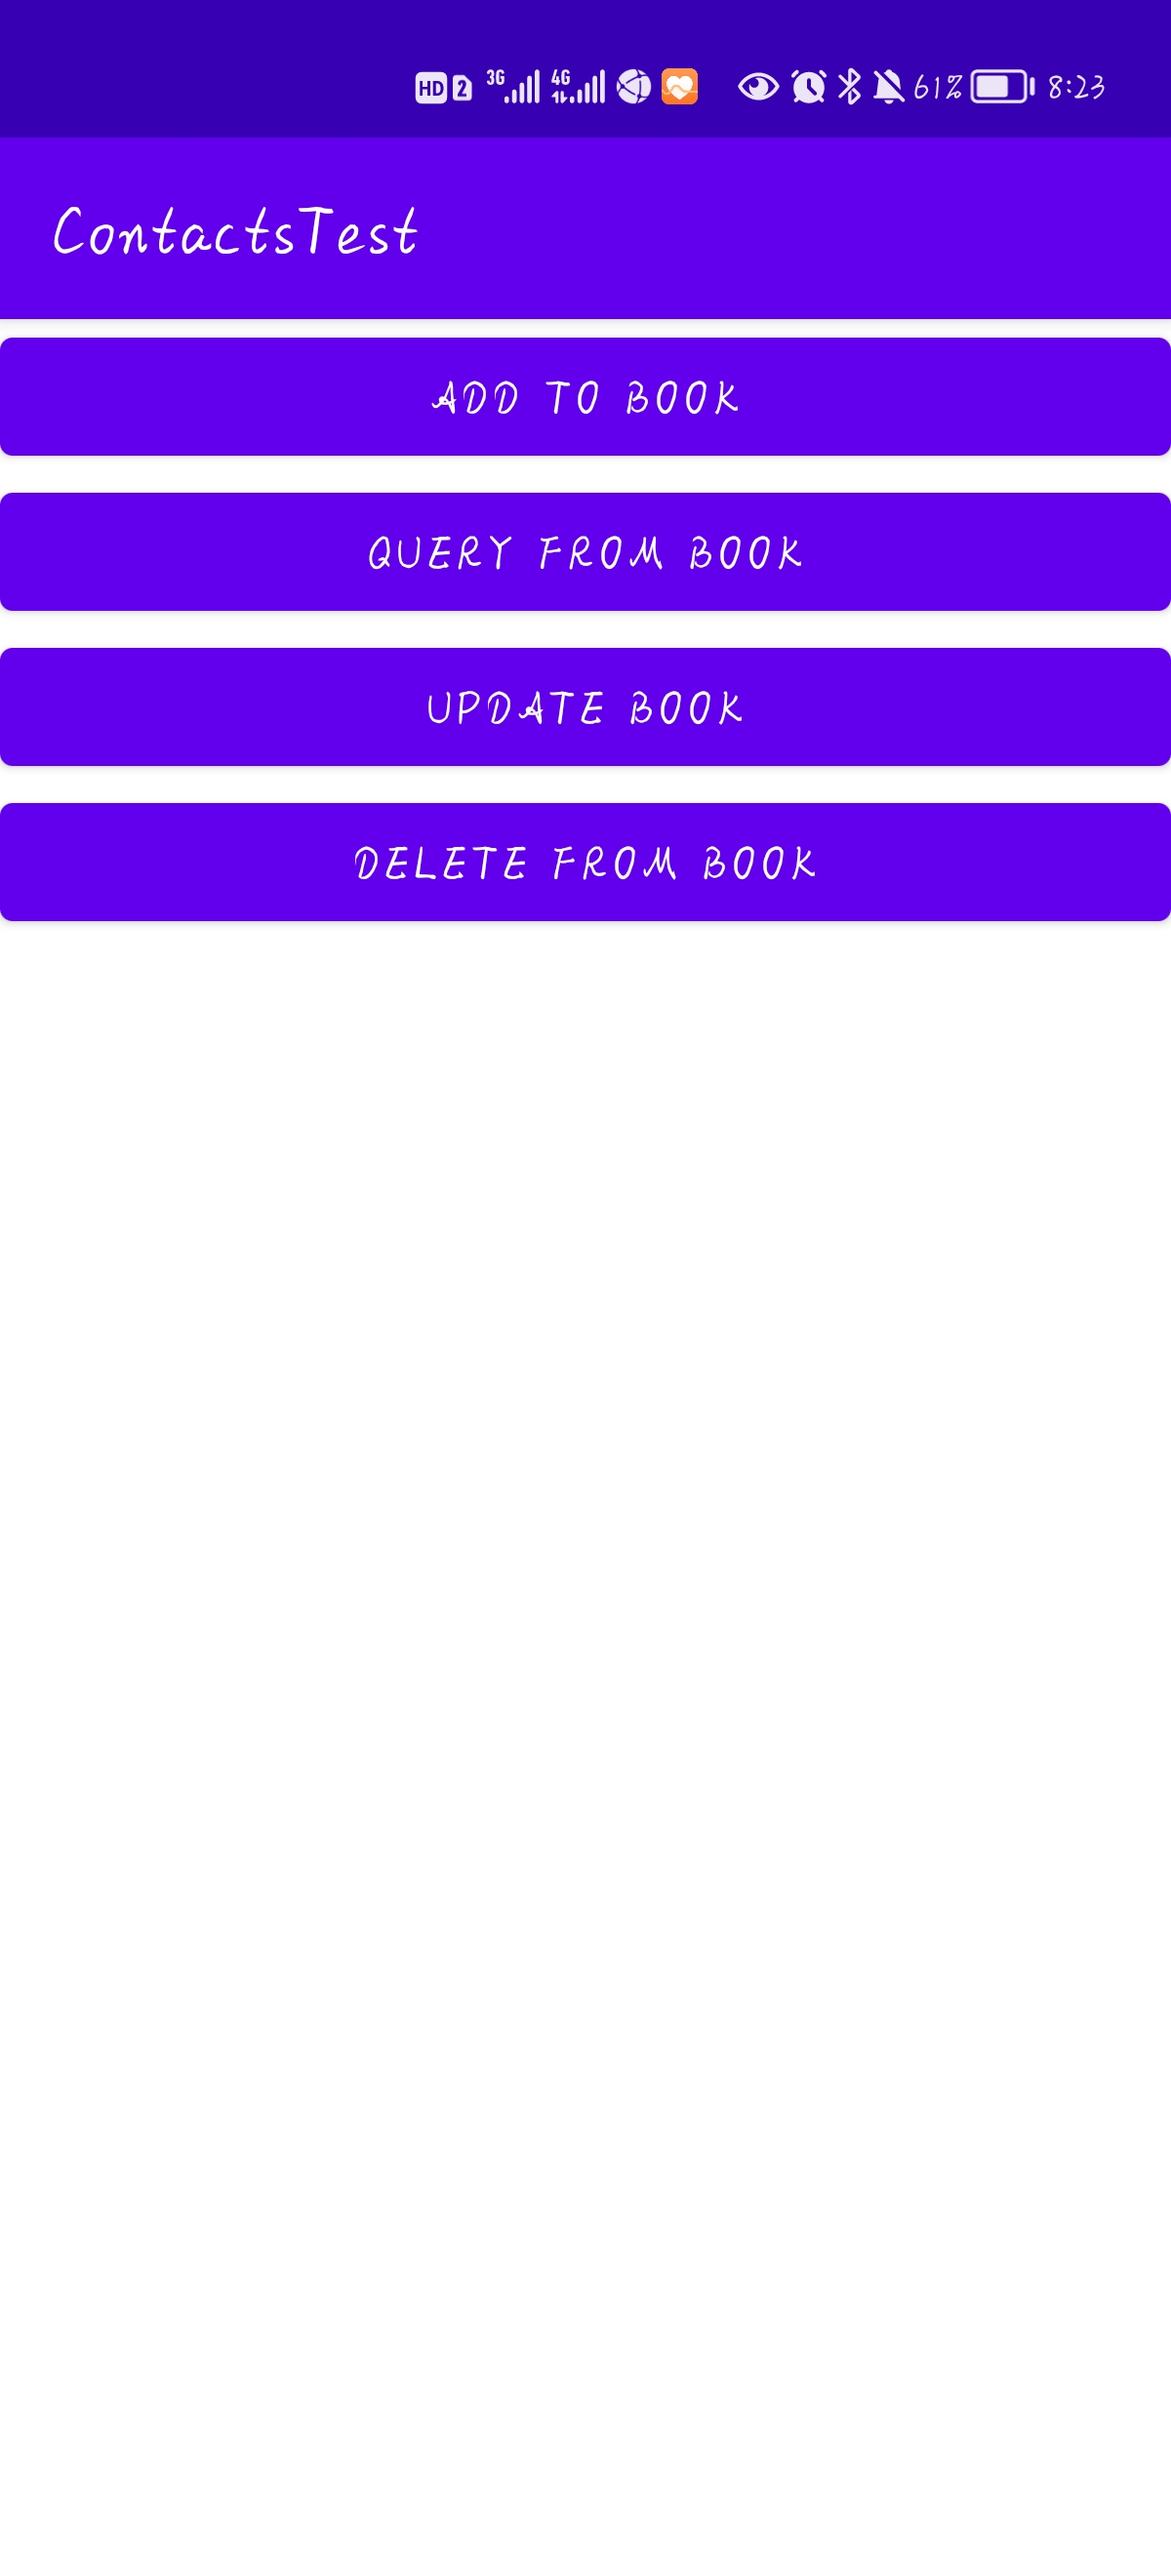 HD 2 3G 4G 61% 8:23
ContactsTest
ADD TO BOOK
QUERY FROM BOOK
UPDATE BOOK
DELETE FROM BOOK